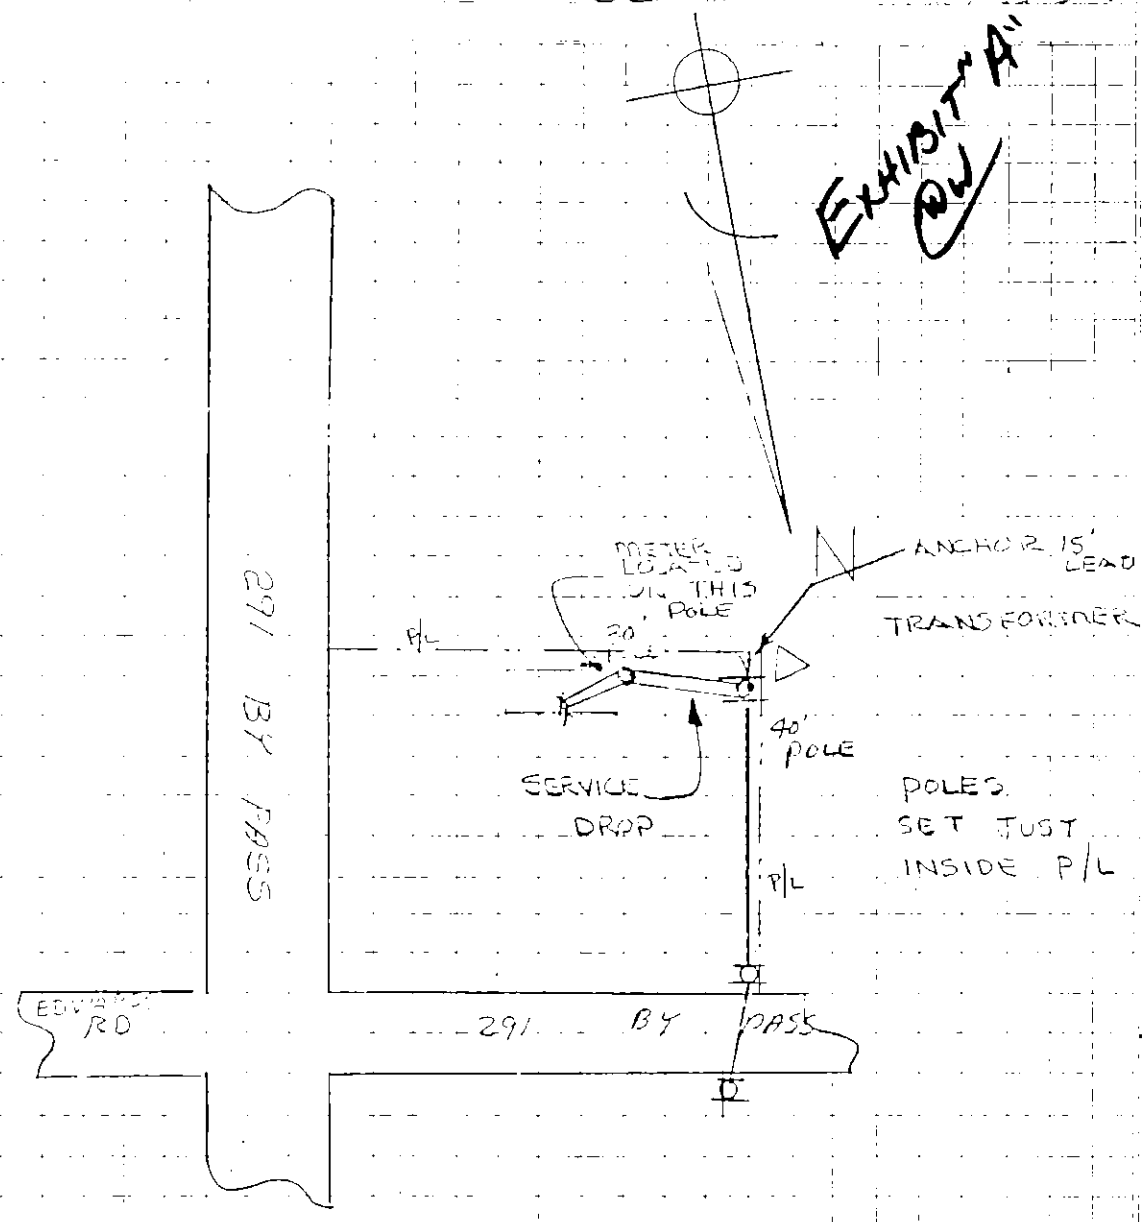 EXHIBIT "A"
N
ANCHOR 15'
LEAD
TRANSFORMER
METER
LOCATED
ON THIS
POLE
30'
P/L
291 BY PASS
40'
POLE
SERVICE
DROP
POLES
SET JUST
INSIDE P/L
P/L
EDWARDS
RD
291 BY PASS